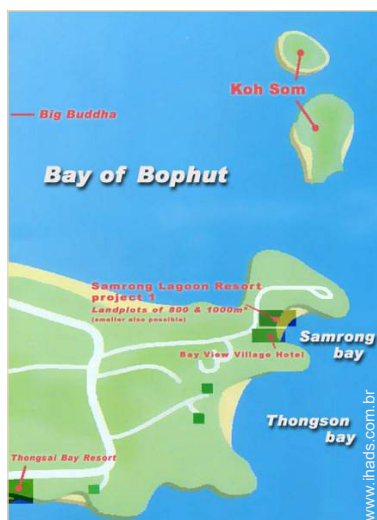 Koh Som
Big Buddha
Bay of Bophut
Samrong Lagoon Resort
project 1
Landplots of 800 & 1000m²
(smaller also possible)
Samrong
bay
Bay View Village Hotel
Thongson
bay
Thongsai Bay Resort
www.ihads.com.br